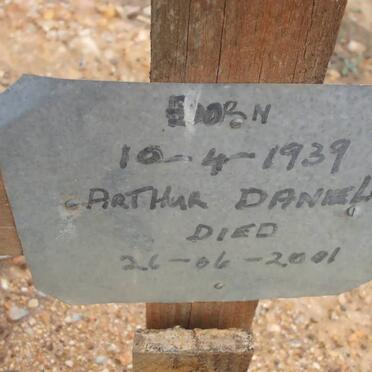 BORN
10-4-1939
ARTHUR DANIEL
DIED
26-06-2001